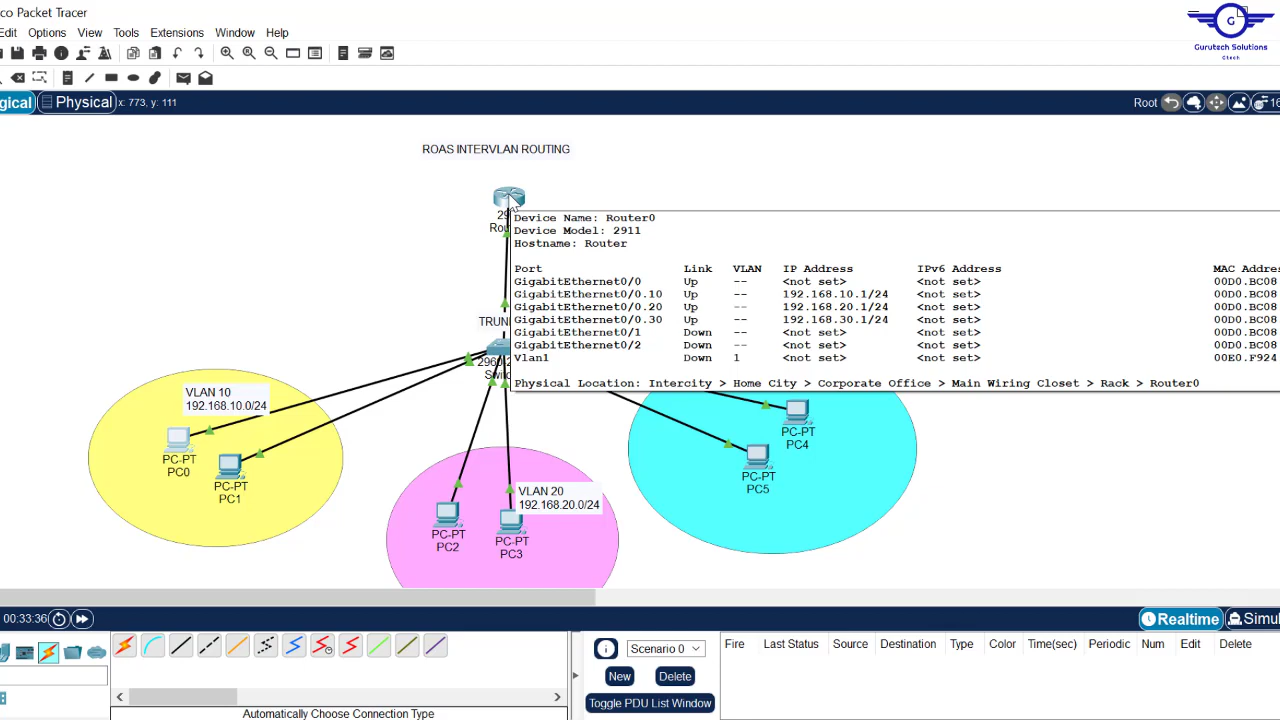 co Packet Tracer
Edit Options View Tools Extensions Window Help
G
Gurutech Solutions
Gtech
gical Physical x: 773, y: 111
Root
16
ROAS INTERVLAN ROUTING
29
Rou
Device Name: Router0
Device Model: 2911
Hostname: Router
Port Link VLAN IP Address IPv6 Address MAC Addres
GigabitEthernet0/0 Up -- <not set> <not set> 00D0.BC08
GigabitEthernet0/0.10 Up -- 192.168.10.1/24 <not set> 00D0.BC08
GigabitEthernet0/0.20 Up -- 192.168.20.1/24 <not set> 00D0.BC08
GigabitEthernet0/0.30 Up -- 192.168.30.1/24 <not set> 00D0.BC08
GigabitEthernet0/1 Down -- <not set> <not set> 00D0.BC08
GigabitEthernet0/2 Down -- <not set> <not set> 00D0.BC08
Vlan1 Down 1 <not set> <not set> 00E0.F924
Physical Location: Intercity > Home City > Corporate Office > Main Wiring Closet > Rack > Router0
TRUN
2960-2
Swit
VLAN 10
192.168.10.0/24
PC-PT
PC0
PC-PT
PC1
PC-PT
PC4
PC-PT
PC5
VLAN 20
192.168.20.0/24
PC-PT
PC2
PC-PT
PC3
00:33:36
Realtime
Simul
Scenario 0
New Delete
Toggle PDU List Window
Fire Last Status Source Destination Type Color Time(sec) Periodic Num Edit Delete
Automatically Choose Connection Type